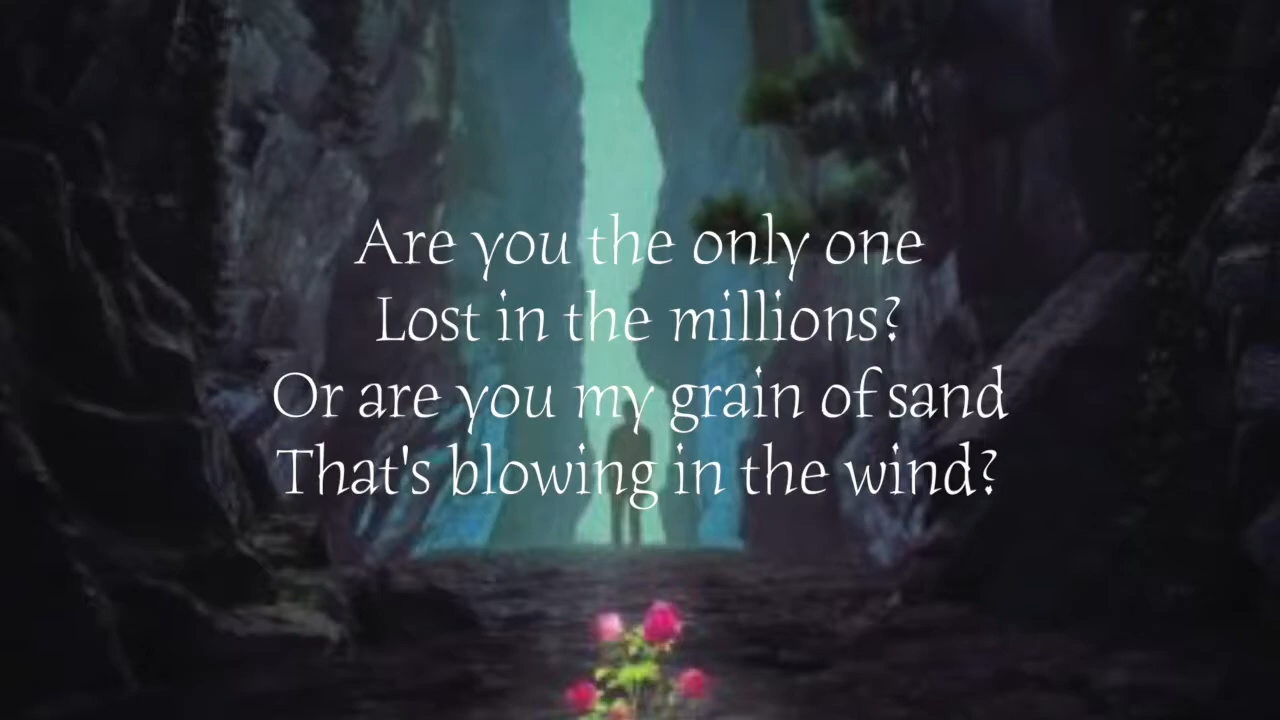 Are you the only one
Lost in the millions?
Or are you my grain of sand
That's blowing in the wind?